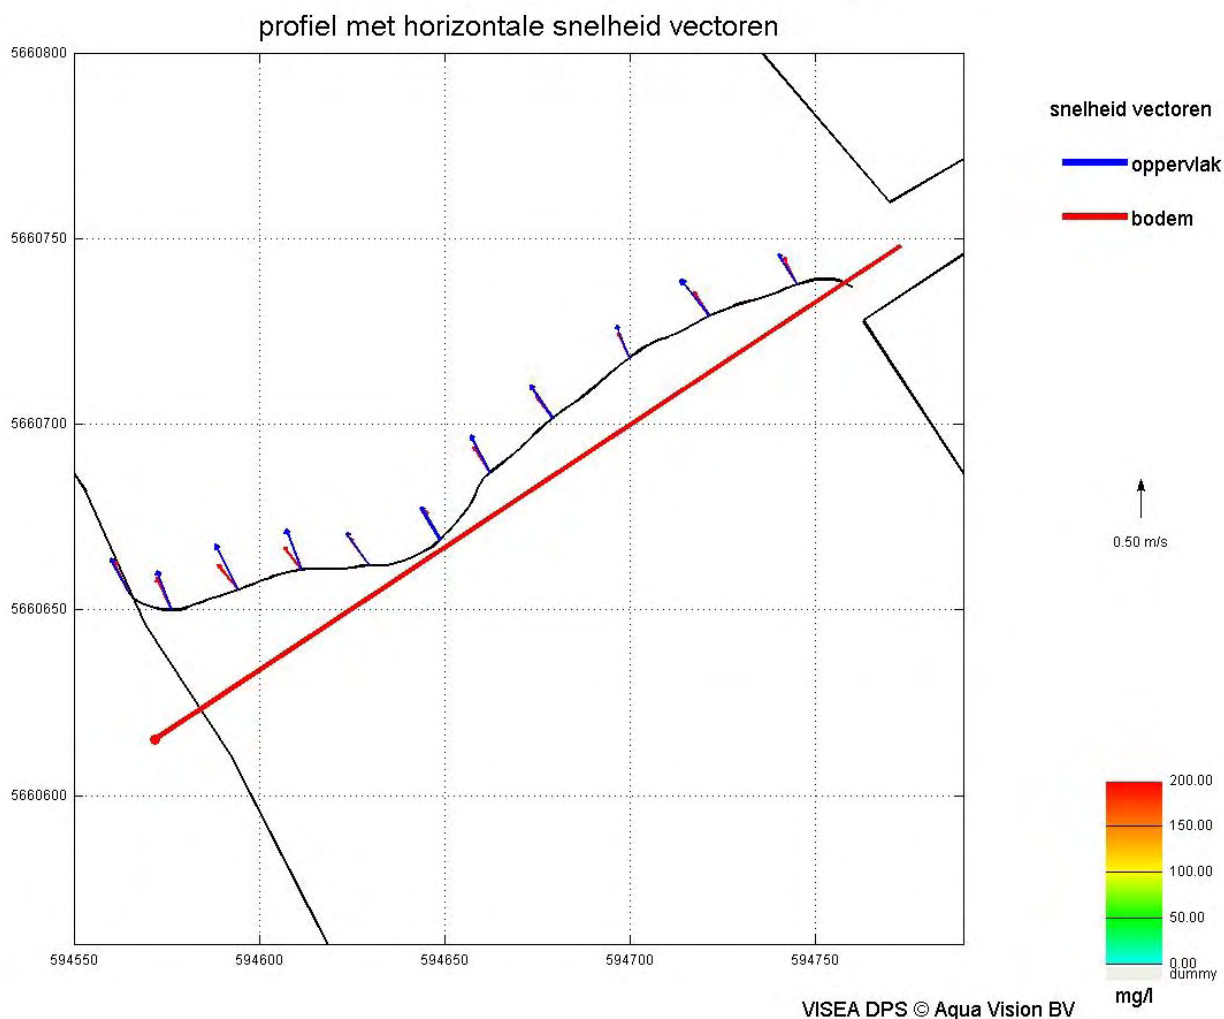 profiel met horizontale snelheid vectoren
5660800
5660750
5660700
5660650
5660600
594550
594600
594650
594700
594750
snelheid vectoren
oppervlak
bodem
0.50 m/s
200.00
150.00
100.00
50.00
0.00
dummy
mg/l
VISEA DPS © Aqua Vision BV